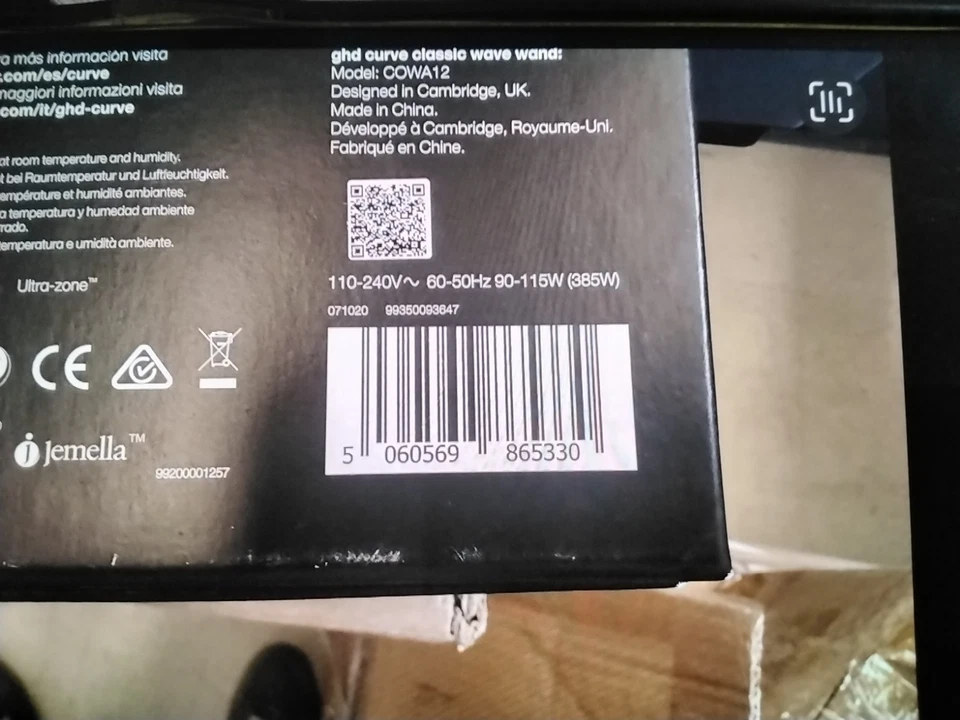 a más información visita
.com/es/curve
maggiori informazioni visita
com/it/ghd-curve
at room temperature and humidity.
t bei Raumtemperatur und Luftfeuchtigkeit.
empérature et humidité ambiantes.
a temperatura y humedad ambiente
rado.
emperatura e umidità ambiente.
Ultra-zone™
CE
Jemella™
99200001257
ghd curve classic wave wand:
Model: COWA12
Designed in Cambridge, UK.
Made in China.
Développé à Cambridge, Royaume-Uni.
Fabriqué en Chine.
110-240V~ 60-50Hz 90-115W (385W)
071020 99350093647
5 060569 865330